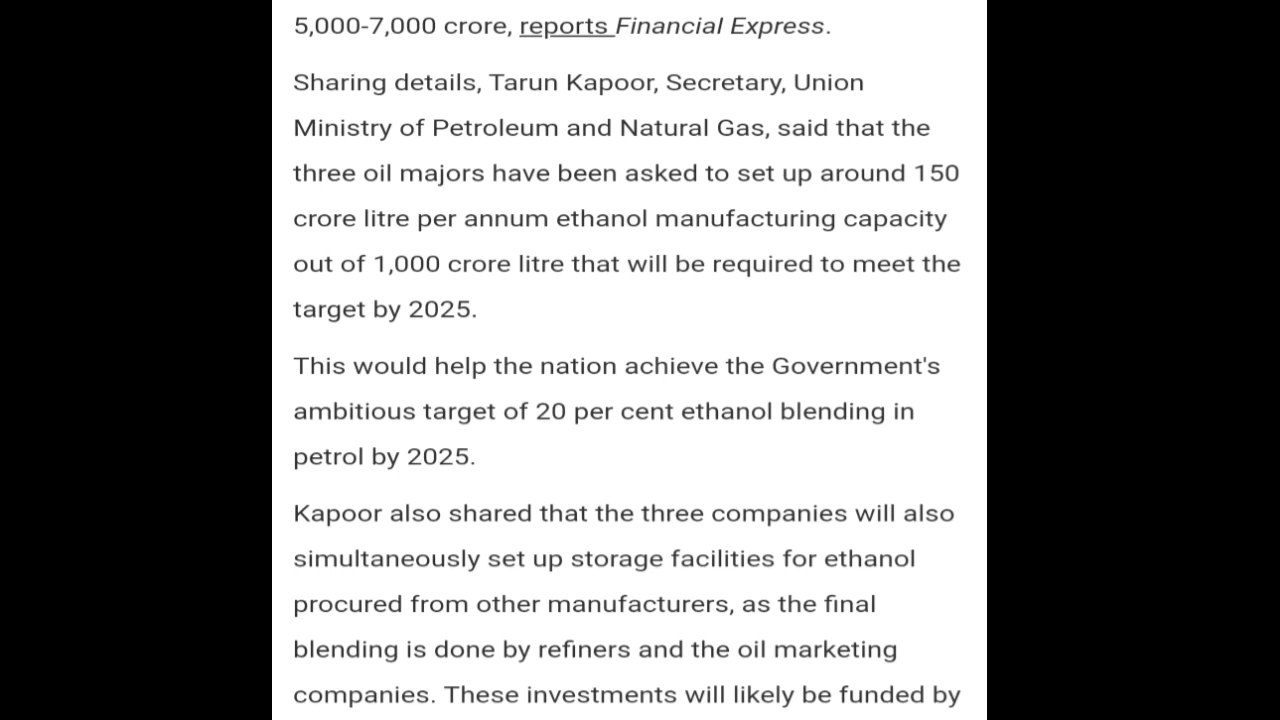 5,000-7,000 crore, reports Financial Express.
Sharing details, Tarun Kapoor, Secretary, Union
Ministry of Petroleum and Natural Gas, said that the
three oil majors have been asked to set up around 150
crore litre per annum ethanol manufacturing capacity
out of 1,000 crore litre that will be required to meet the
target by 2025.
This would help the nation achieve the Government's
ambitious target of 20 per cent ethanol blending in
petrol by 2025.
Kapoor also shared that the three companies will also
simultaneously set up storage facilities for ethanol
procured from other manufacturers, as the final
blending is done by refiners and the oil marketing
companies. These investments will likely be funded by